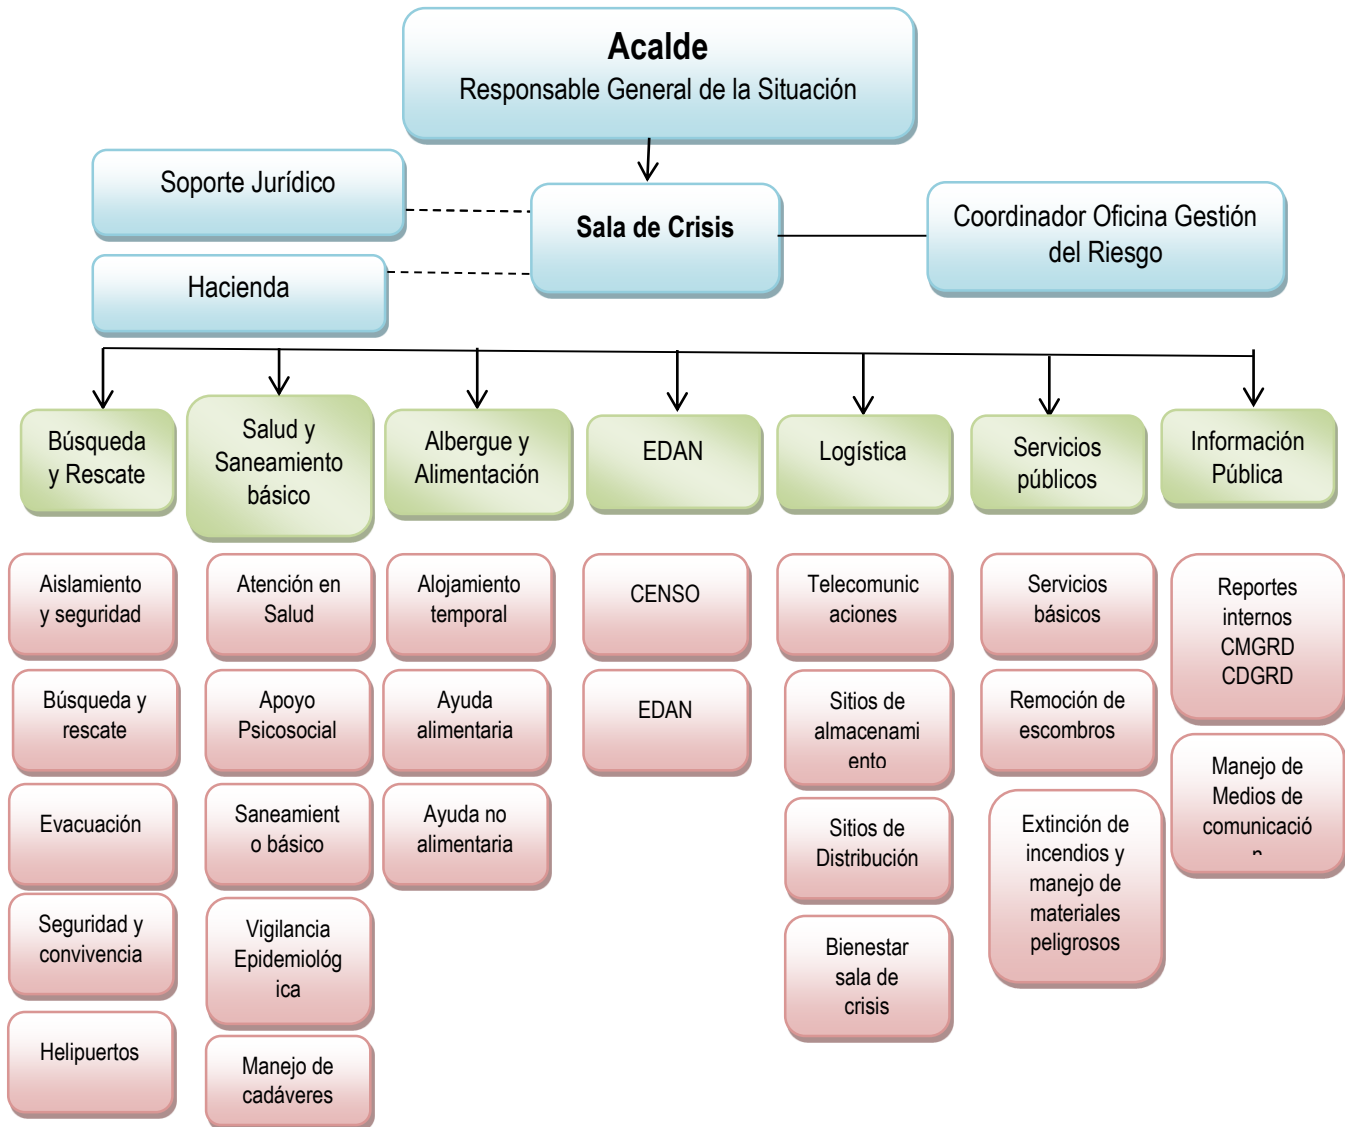 Acalde
Responsable General de la Situación
Soporte Jurídico
Sala de Crisis
Coordinador Oficina Gestión
del Riesgo
Hacienda
Búsqueda
y Rescate
Salud y
Saneamiento
básico
Albergue y
Alimentación
EDAN
Logística
Servicios
públicos
Información
Pública
Aislamiento
y seguridad
Búsqueda y
rescate
Evacuación
Seguridad y
convivencia
Helipuertos
Atención en
Salud
Apoyo
Psicosocial
Saneamient
o básico
Vigilancia
Epidemiológ
ica
Manejo de
cadáveres
Alojamiento
temporal
Ayuda
alimentaria
Ayuda no
alimentaria
CENSO
EDAN
Telecomunic
aciones
Sitios de
almacenami
ento
Sitios de
Distribución
Bienestar
sala de
crisis
Servicios
básicos
Remoción de
escombros
Extinción de
incendios y
manejo de
materiales
peligrosos
Reportes
internos
CMGRD
CDGRD
Manejo de
Medios de
comunicació
n